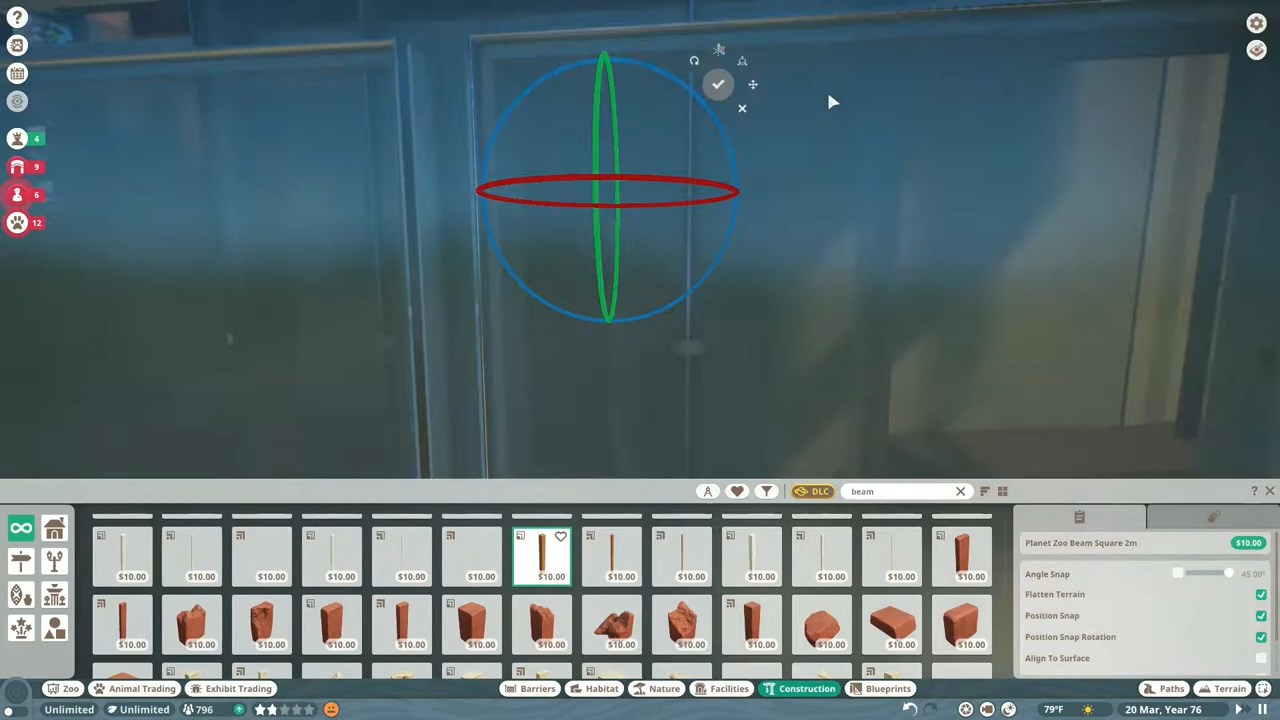 ?
4
9
6
12
DLC
beam
?
$10.00 $10.00 $10.00 $10.00 $10.00 $10.00 $10.00 $10.00 $10.00 $10.00 $10.00 $10.00 $10.00
$10.00 $10.00 $10.00 $10.00 $10.00 $10.00 $10.00 $10.00 $10.00 $10.00 $10.00 $10.00 $10.00
Planet Zoo Beam Square 2m $10.00
Angle Snap 45.00°
Flatten Terrain
Position Snap
Position Snap Rotation
Align To Surface
Zoo Animal Trading Exhibit Trading Barriers Habitat Nature Facilities Construction Blueprints Paths Terrain
Unlimited Unlimited 796 79°F 20 Mar, Year 76